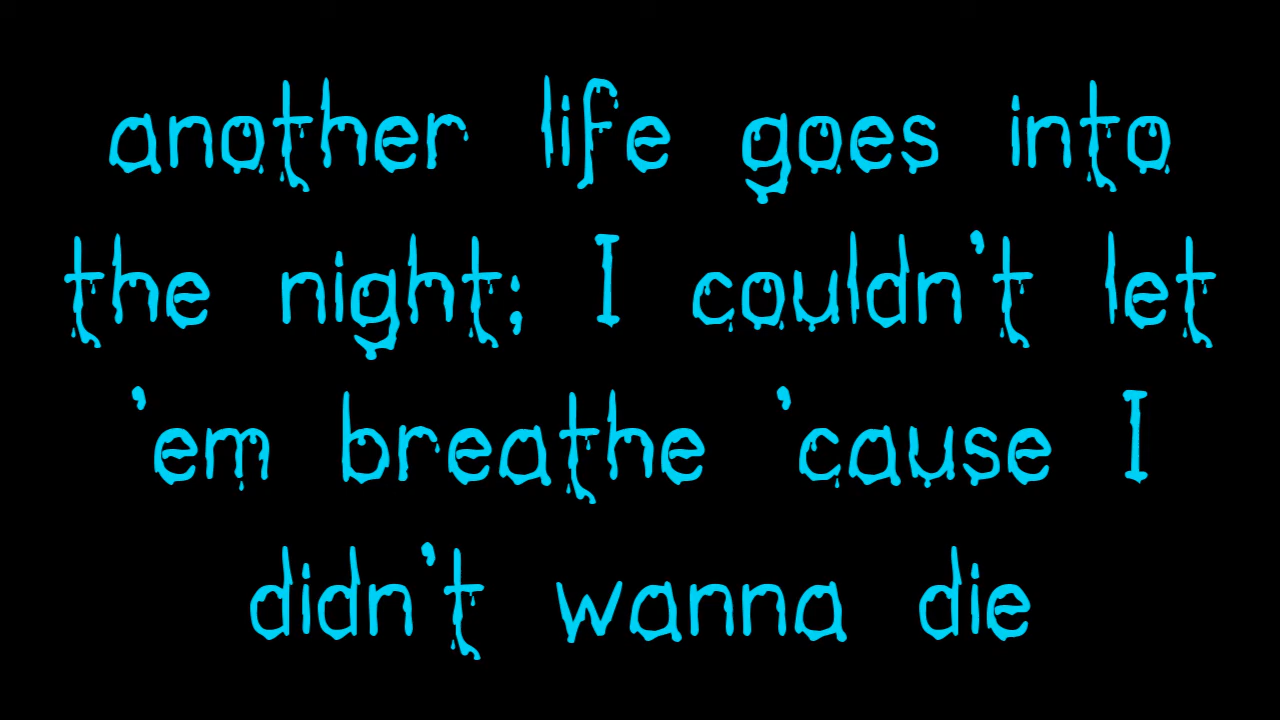 another life goes into
the night; I couldn't let
'em breathe 'cause I
didn't wanna die